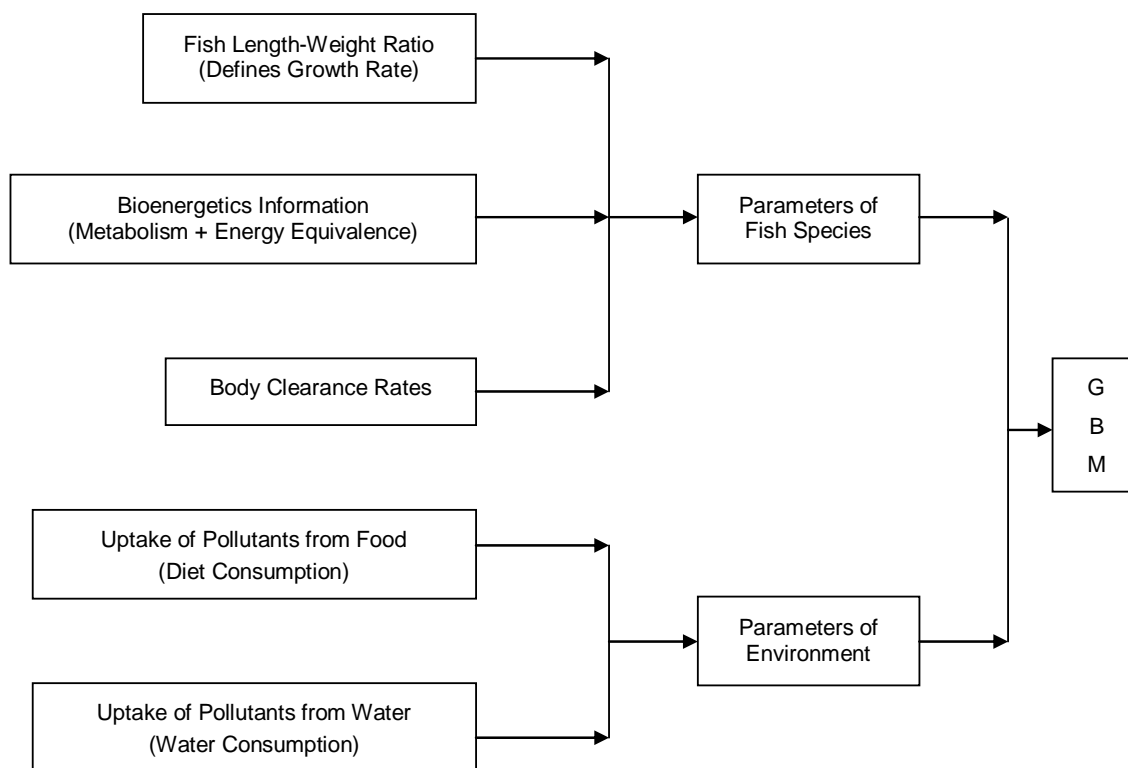 Fish Length-Weight Ratio
(Defines Growth Rate)
Bioenergetics Information
(Metabolism + Energy Equivalence)
Parameters of
Fish Species
Body Clearance Rates
G
B
M
Uptake of Pollutants from Food
(Diet Consumption)
Parameters of
Environment
Uptake of Pollutants from Water
(Water Consumption)